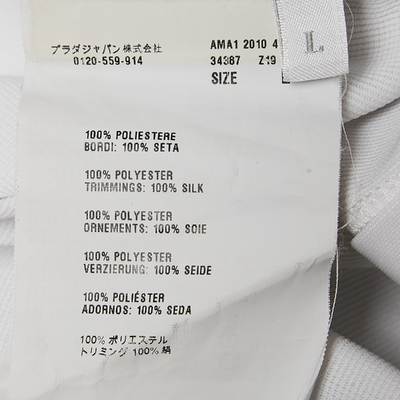 プラダジャパン株式会社
0120-559-914
AMA1 2010 4
34387 Z19
SIZE
L
100% POLIESTERE
BORDI: 100% SETA
100% POLYESTER
TRIMMINGS: 100% SILK
100% POLYESTER
ORNEMENTS: 100% SOIE
100% POLYESTER
VERZIERUNG: 100% SEIDE
100% POLIÉSTER
ADORNOS: 100% SEDA
100% ポリエステル
トリミング 100% 絹